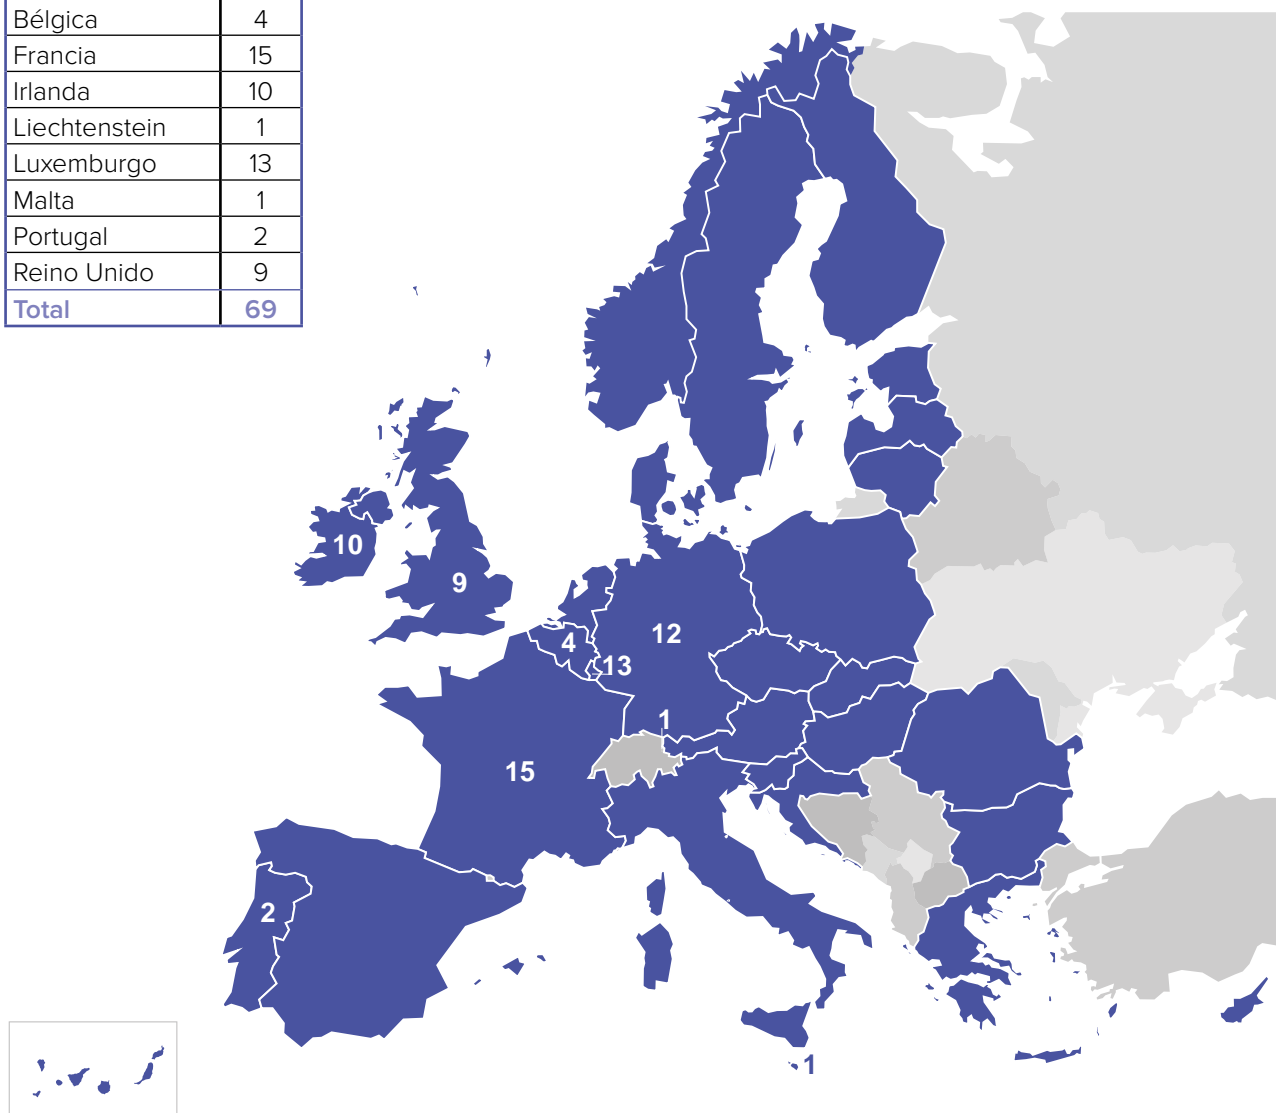 Bélgica 4
Francia 15
Irlanda 10
Liechtenstein 1
Luxemburgo 13
Malta 1
Portugal 2
Reino Unido 9
Total 69
10
9
4
12
13
1
15
2
1